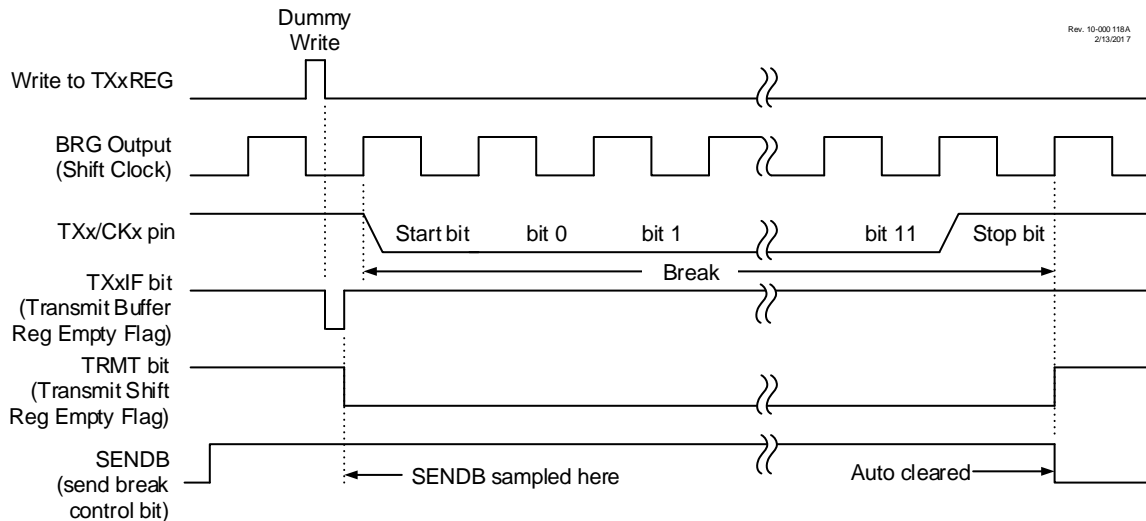 Dummy
Write
Rev. 10-000 118A
2/13/201 7
Write to TXxREG
BRG Output
(Shift Clock)
TXx/CKx pin
Start bit
bit 0
bit 1
bit 11
Stop bit
Break
TXxIF bit
(Transmit Buffer
Reg Empty Flag)
TRMT bit
(Transmit Shift
Reg Empty Flag)
SENDB
(send break
control bit)
SENDB sampled here
Auto cleared